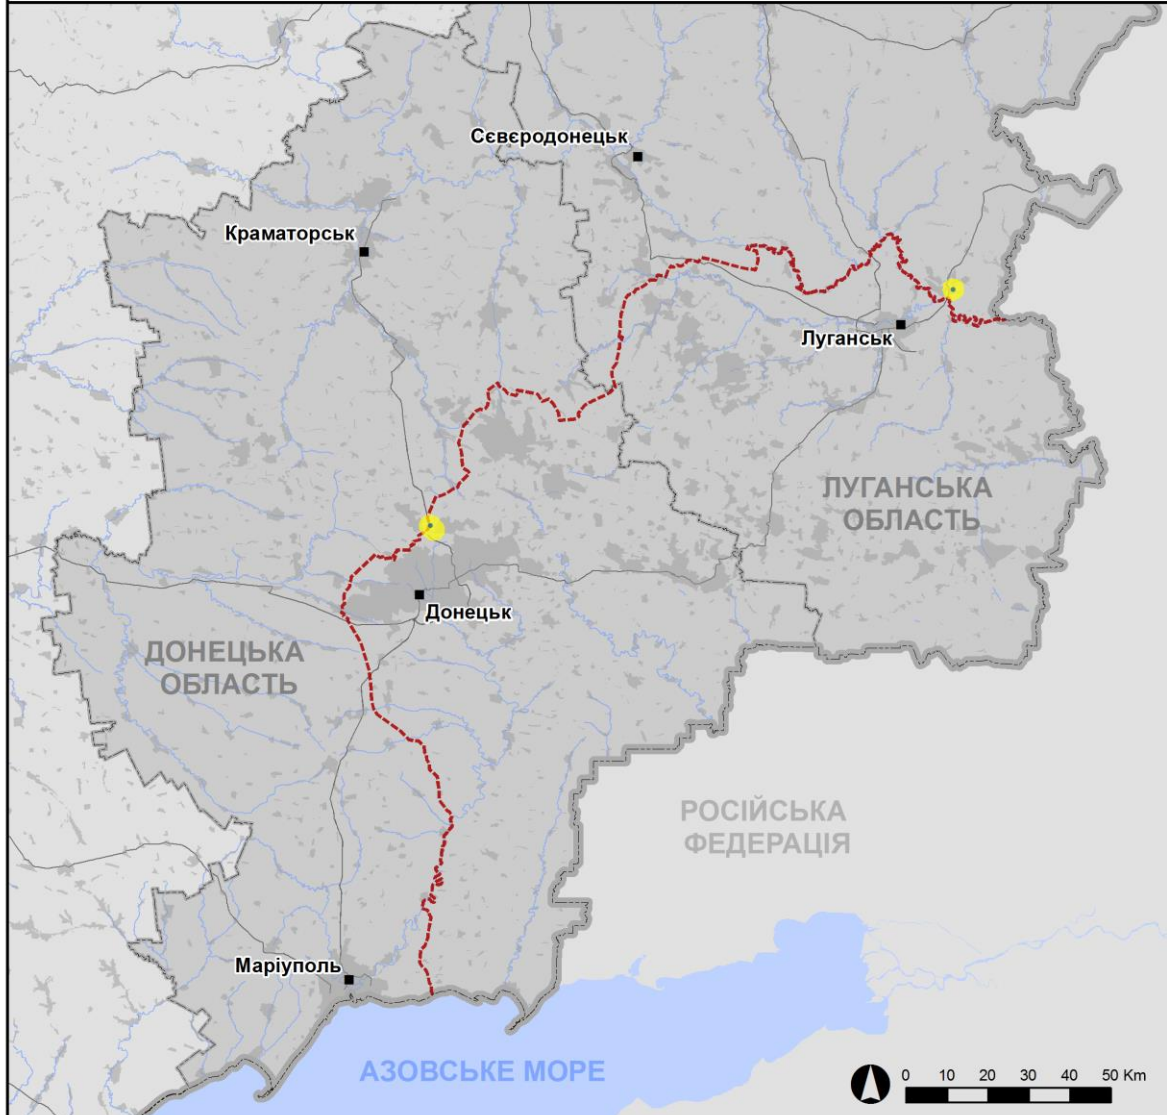 Сєвєродонецьк
Краматорськ
Луганськ
ЛУГАНСЬКА
ОБЛАСТЬ
Донецьк
ДОНЕЦЬКА
ОБЛАСТЬ
РОСІЙСЬКА
ФЕДЕРАЦІЯ
Маріуполь
АЗОВСЬКЕ МОРЕ
0 10 20 30 40 50 Km